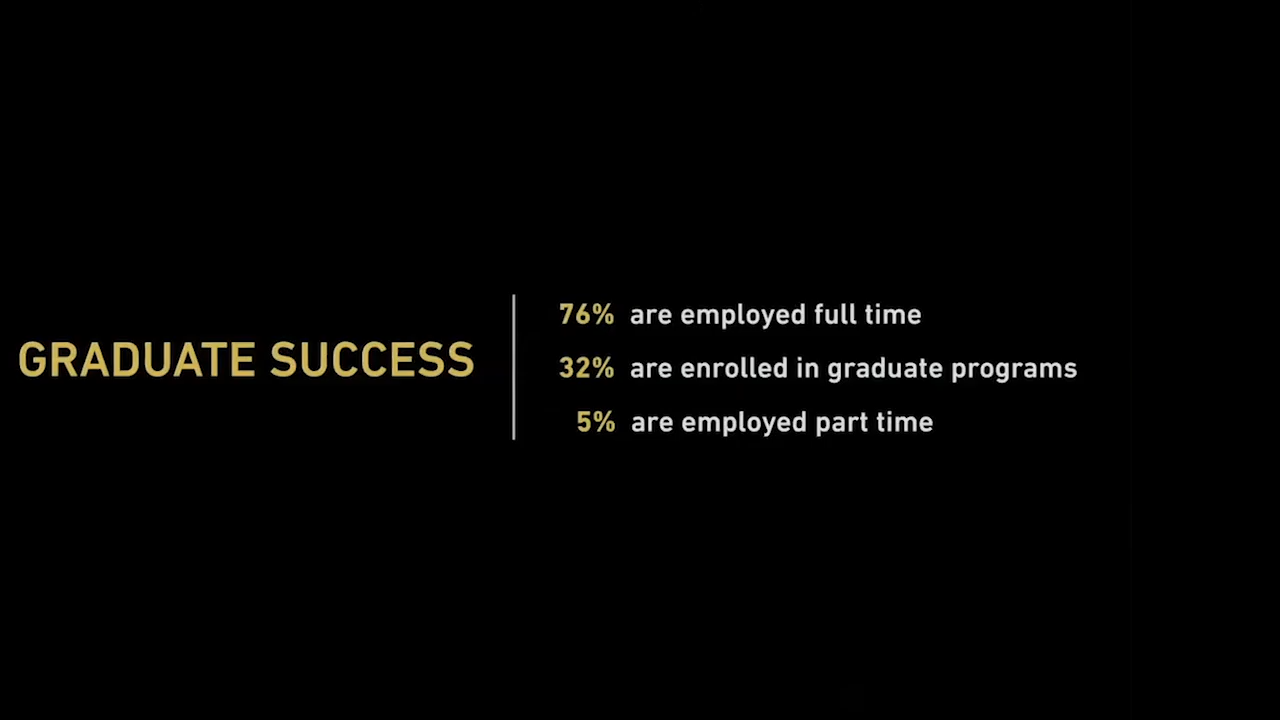 GRADUATE SUCCESS
76% are employed full time
32% are enrolled in graduate programs
5% are employed part time